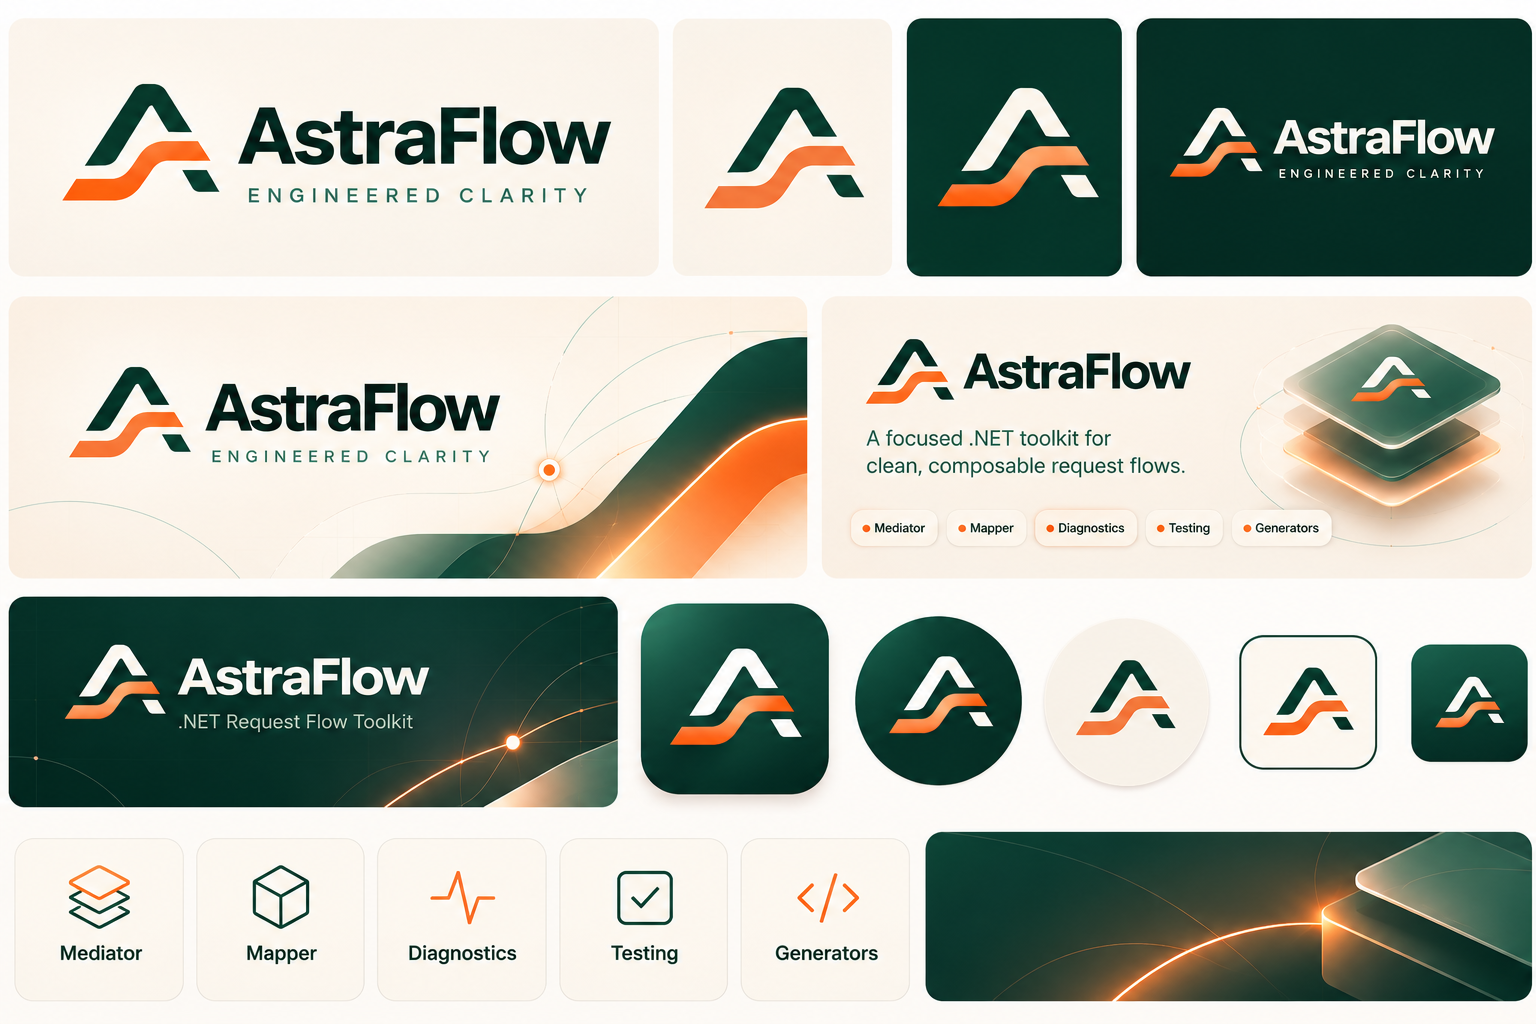 AstraFlow
ENGINEERED CLARITY
AstraFlow
ENGINEERED CLARITY
AstraFlow
ENGINEERED CLARITY
AstraFlow
A focused .NET toolkit for
clean, composable request flows.
Mediator
Mapper
Diagnostics
Testing
Generators
AstraFlow
.NET Request Flow Toolkit
Mediator
Mapper
Diagnostics
Testing
Generators